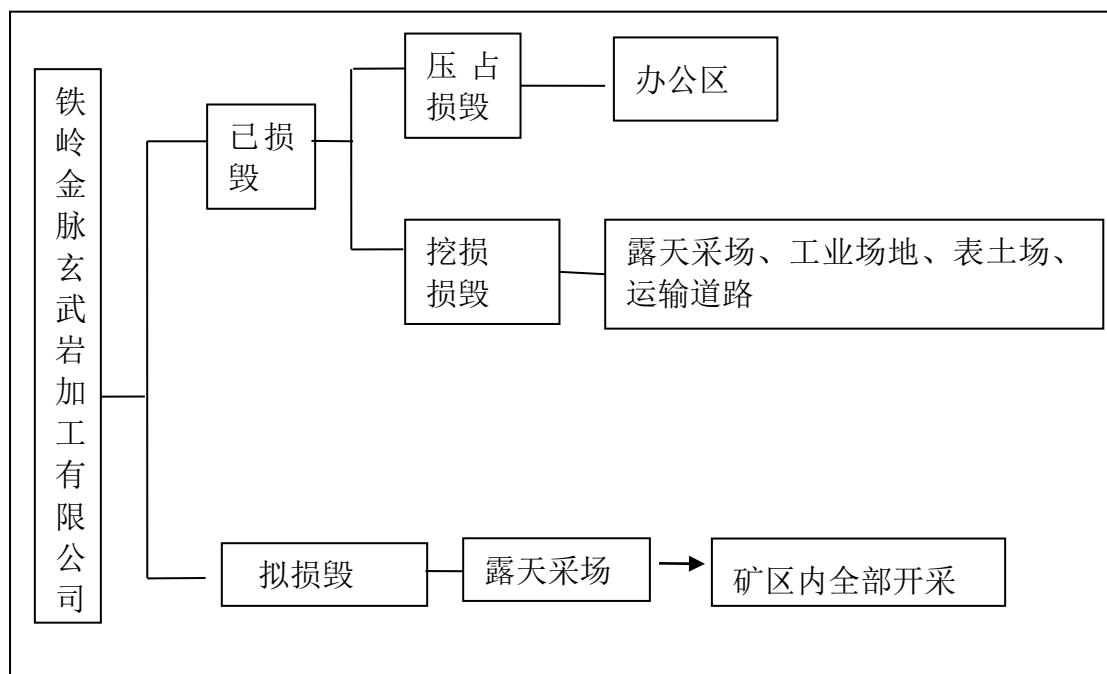 铁岭金脉玄武岩加工有限公司
已损
毁
压占
损毁
办公区
挖损
损毁
露天采场、工业场地、表土场、
运输道路
拟损毁
露天采场
矿区内全部开采